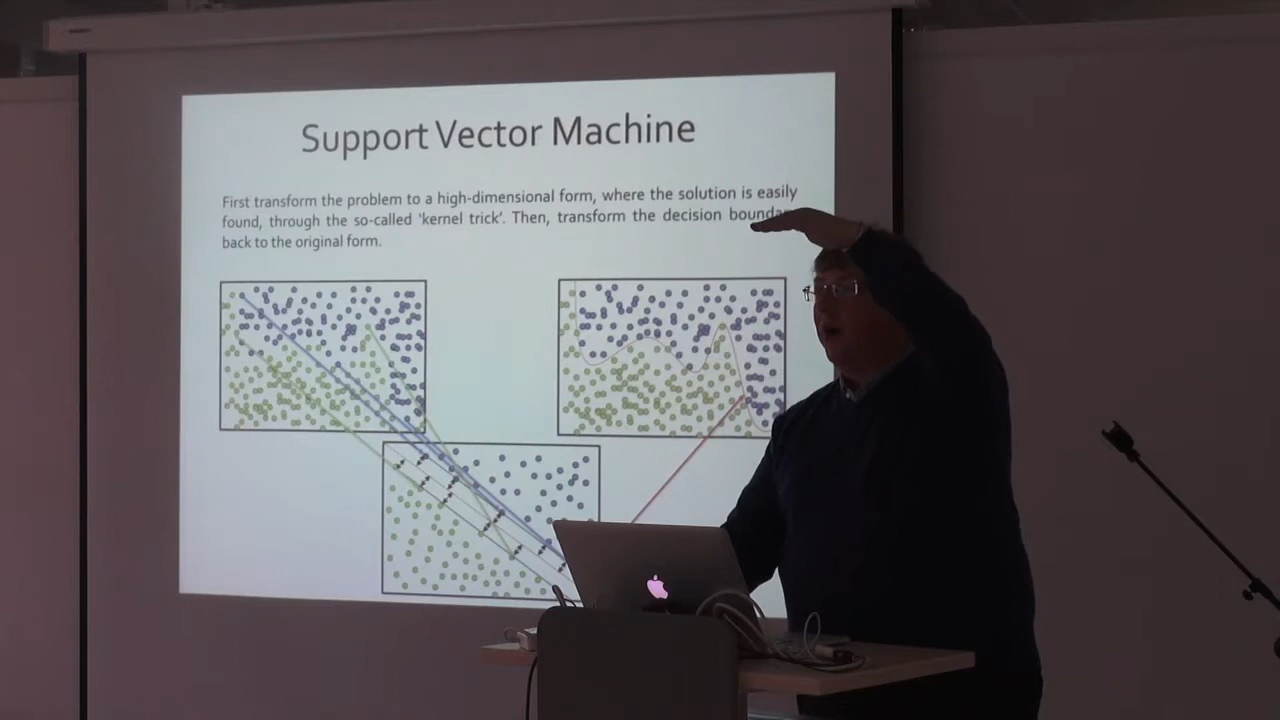 Support Vector Machine
First transform the problem to a high-dimensional form, where the solution is easily
found, through the so-called 'kernel trick'. Then, transform the decision
back to the original form.